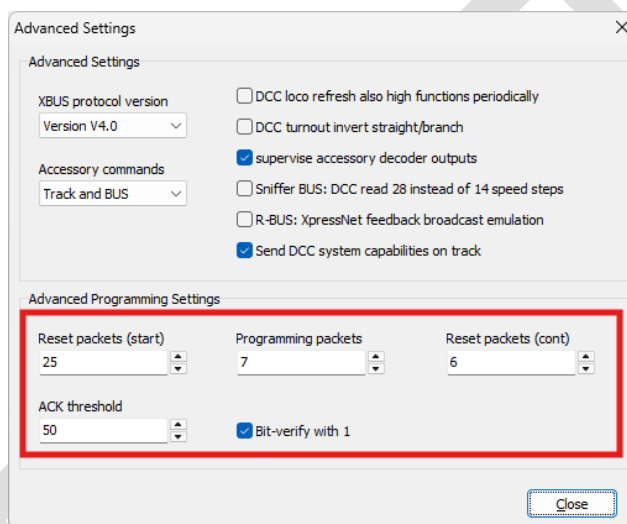 Advanced Settings
Advanced Settings
XBUS protocol version
Version V4.0
Accessory commands
Track and BUS
DCC loco refresh also high functions periodically
DCC turnout invert straight/branch
supervise accessory decoder outputs
Sniffer BUS: DCC read 28 instead of 14 speed steps
R-BUS: XpressNet feedback broadcast emulation
Send DCC system capabilities on track
Advanced Programming Settings
Reset packets (start)
25
Programming packets
7
Reset packets (cont)
6
ACK threshold
50
Bit-verify with 1
Close